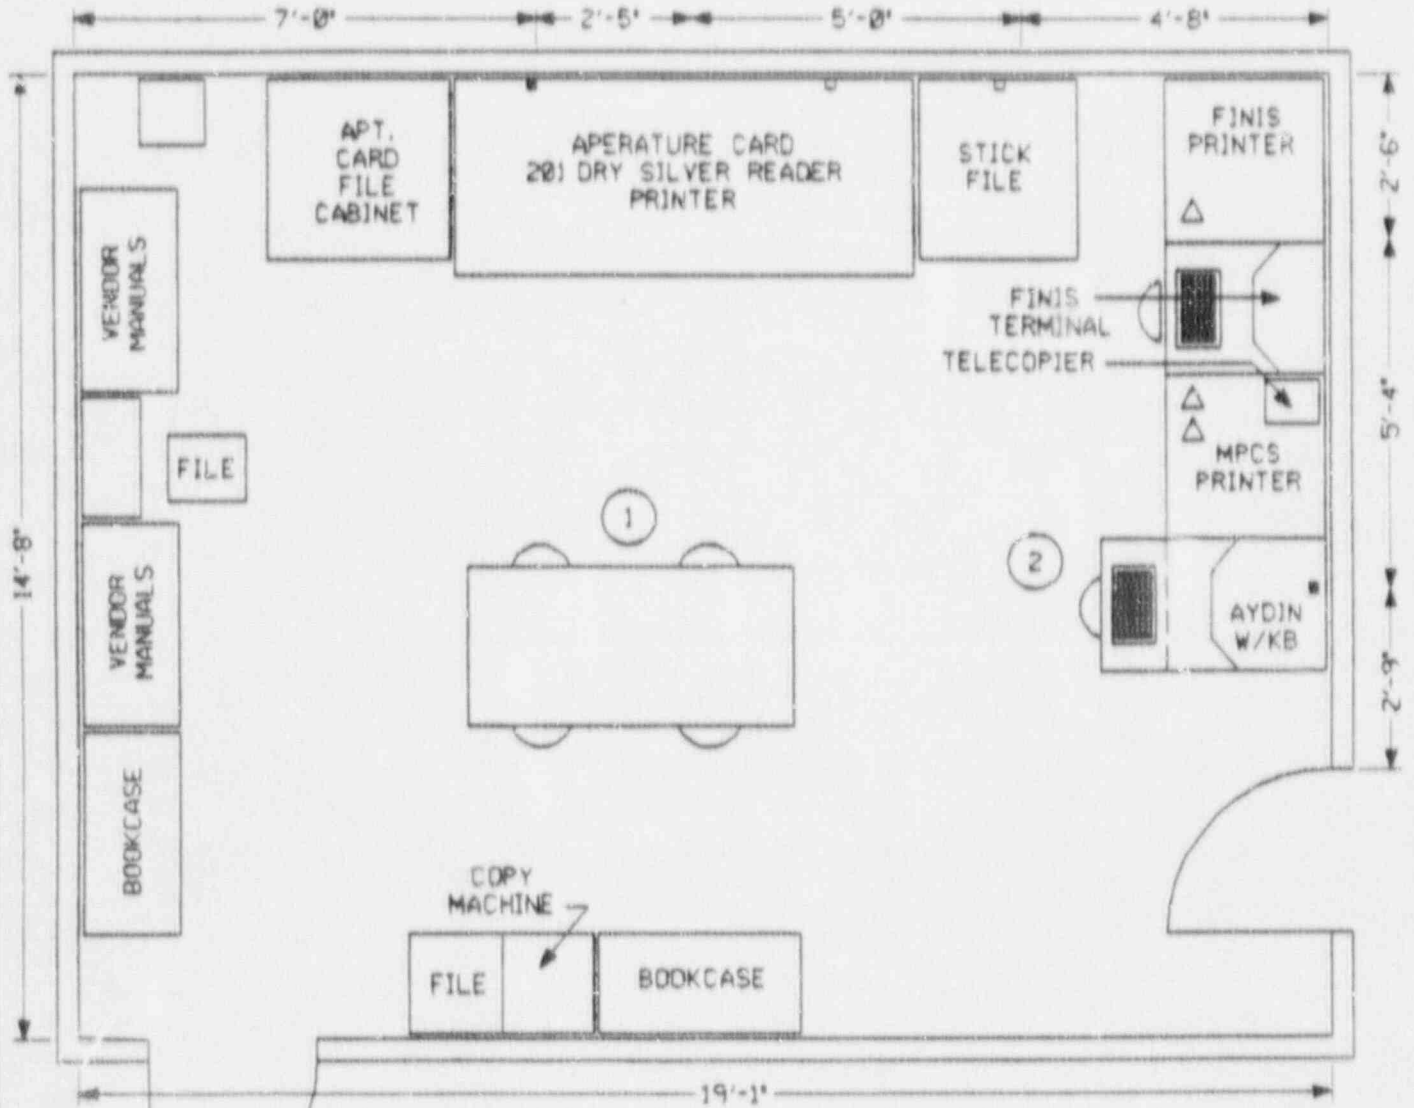 7'-0"
2'-5"
5'-0"
4'-8"
APT.
CARD
FILE
CABINET
APERATURE CARD
201 DRY SILVER READER
PRINTER
STICK
FILE
FINIS
PRINTER
2'-6"
VENDOR
MANUALS
FINIS
TERMINAL
TELECOPIER
5'-4"
FILE
MPCS
PRINTER
1
2
14'-8"
VENDOR
MANUALS
AYDIN
W/KB
2'-9"
BOOKCASE
COPY
MACHINE
FILE
BOOKCASE
19'-1"